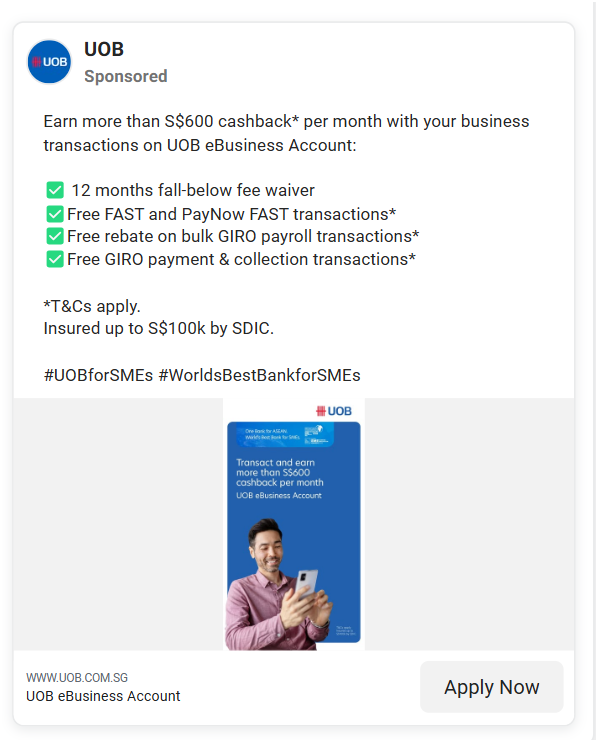 UOB
UOB
Sponsored
Earn more than S$600 cashback* per month with your business
transactions on UOB eBusiness Account:
✅ 12 months fall-below fee waiver
✅ Free FAST and PayNow FAST transactions*
✅ Free rebate on bulk GIRO payroll transactions*
✅ Free GIRO payment & collection transactions*
*T&Cs apply.
Insured up to S$100k by SDIC.
#UOBforSMEs #WorldsBestBankforSMEs
UOB
One Bank for ASEAN.
World's Best Bank for SMEs.
Transact and earn
more than S$600
cashback per month
UOB eBusiness Account
WWW.UOB.COM.SG
UOB eBusiness Account
Apply Now